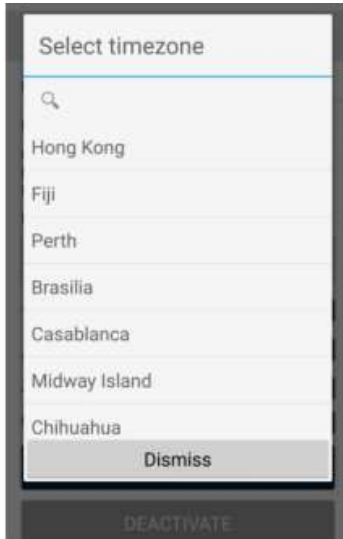 Select timezone
Hong Kong
Fiji
Perth
Brasilia
Casablanca
Midway Island
Chihuahua
Dismiss
DEACTIVATE